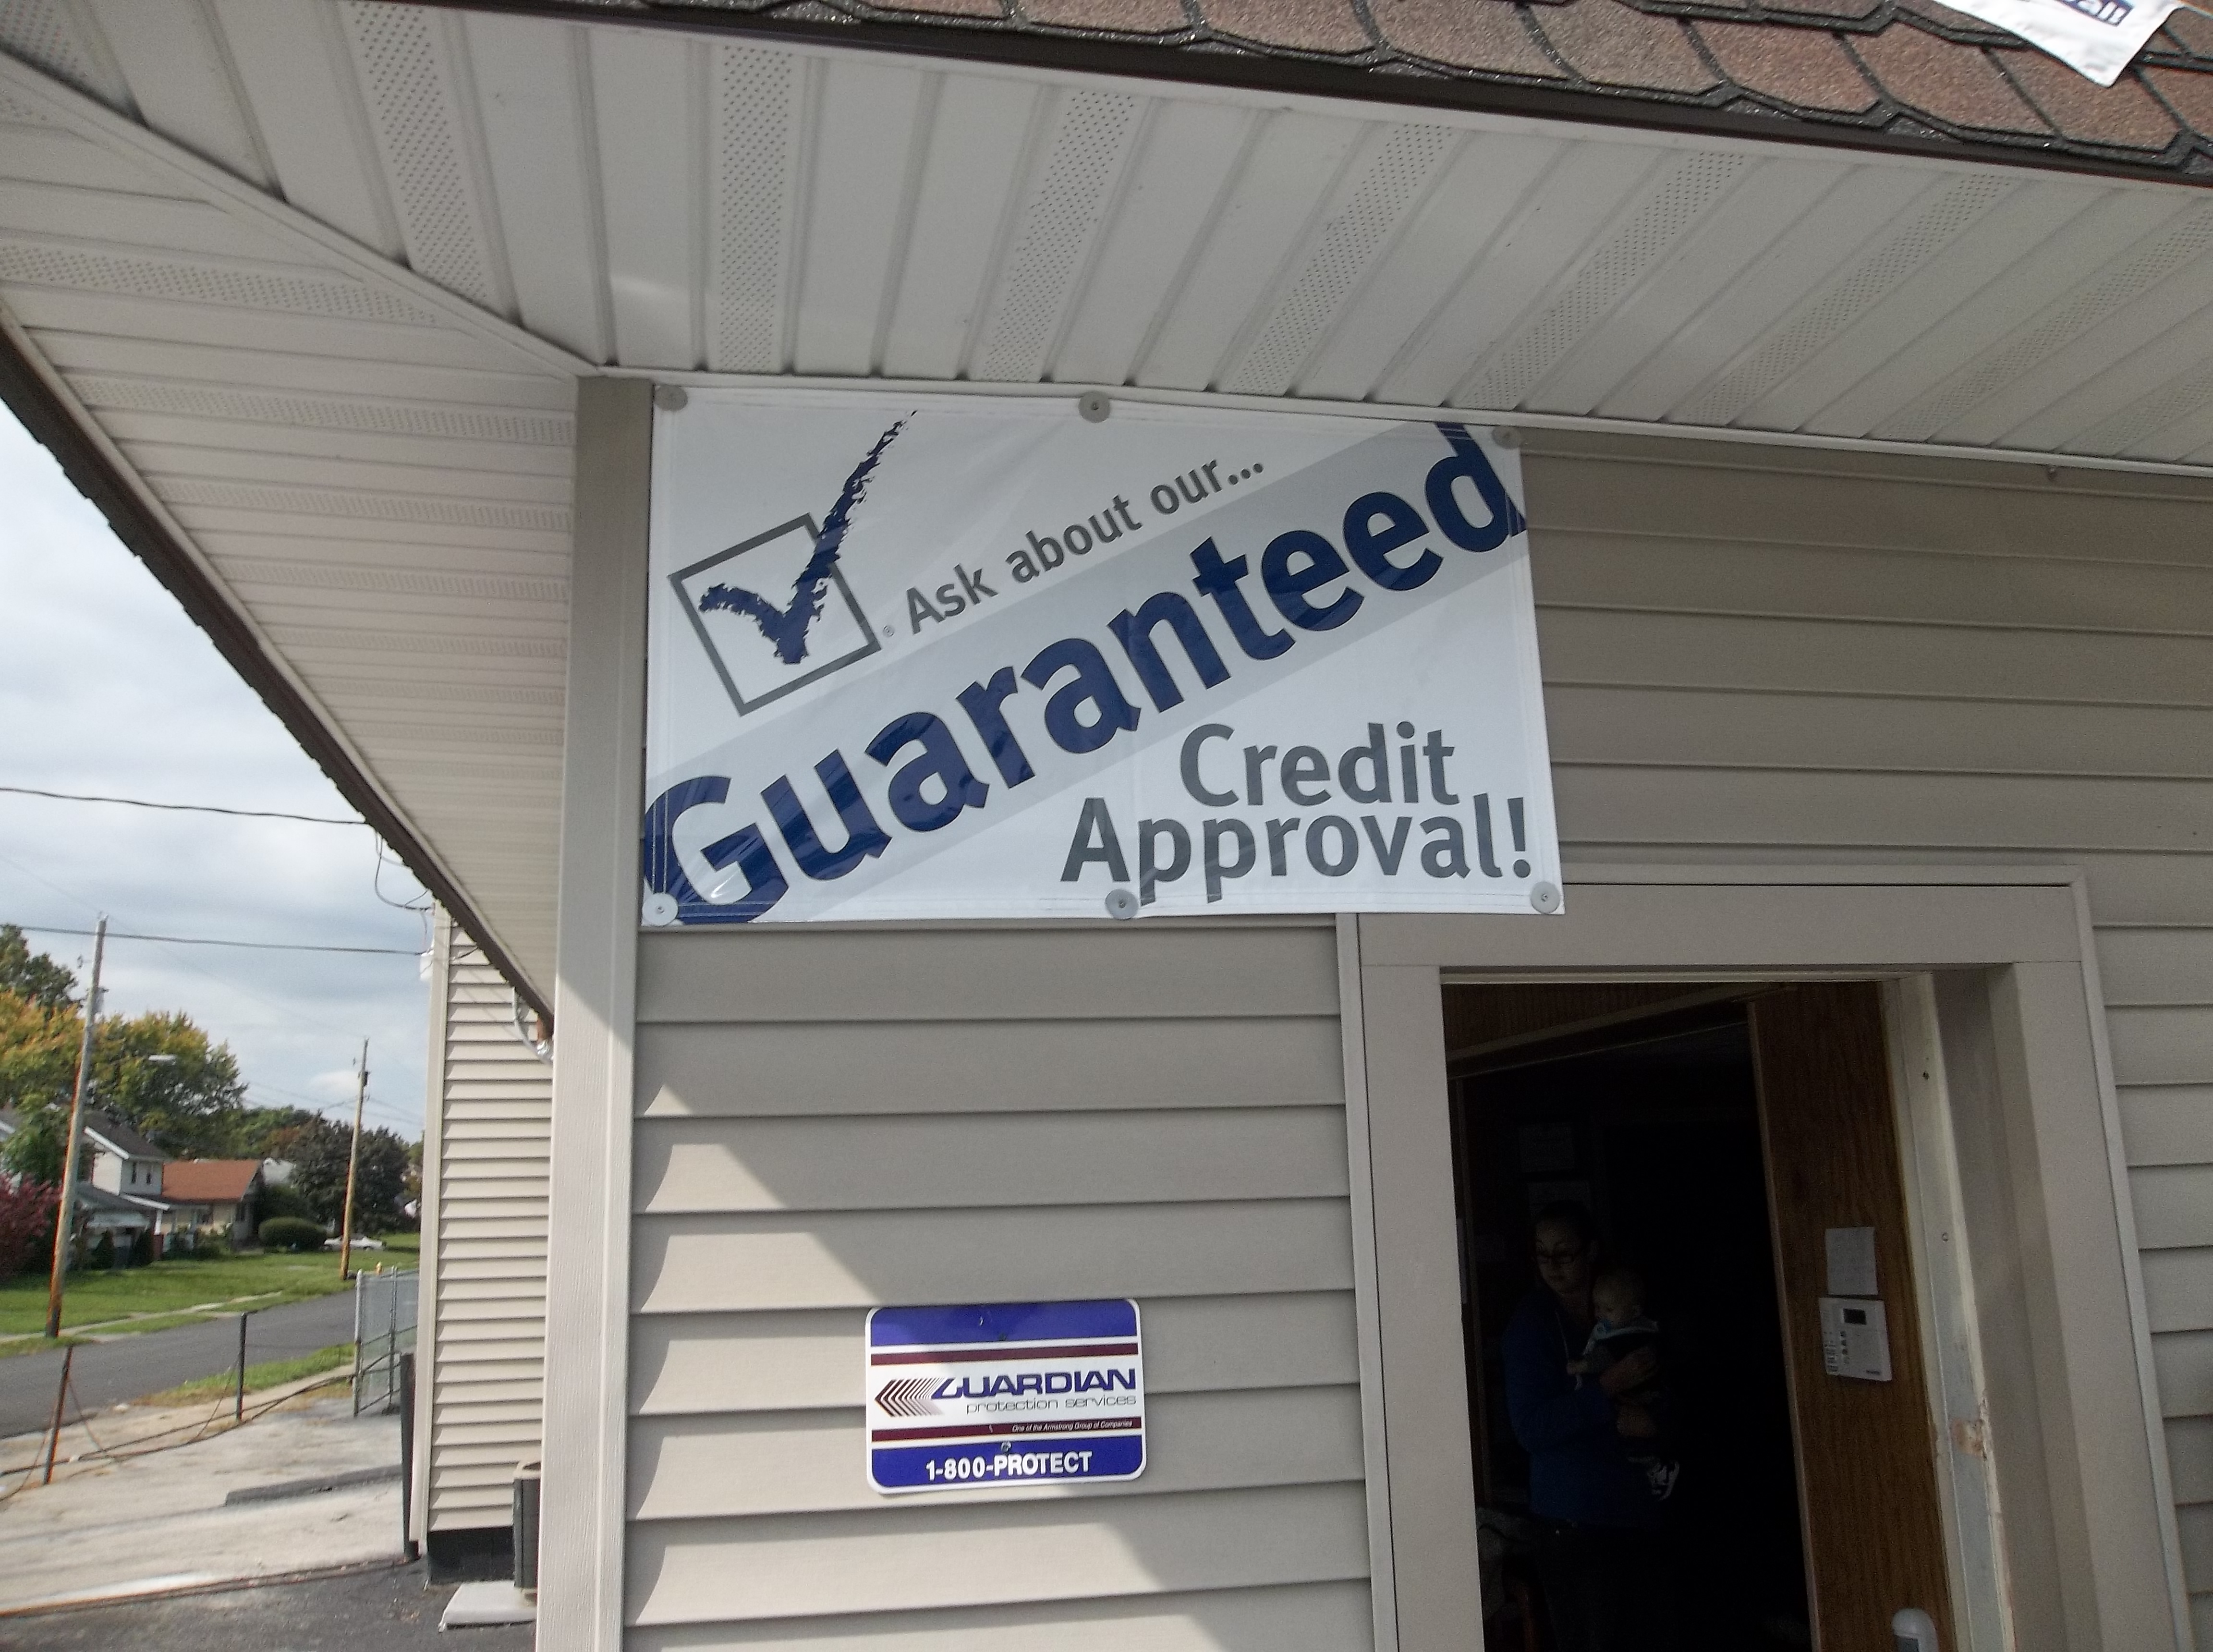 al!
® Ask about our...
Guaranteed
Credit
Approval!
GUARDIAN
protection services
One of the Armstrong Group of Companies
1-800-PROTECT